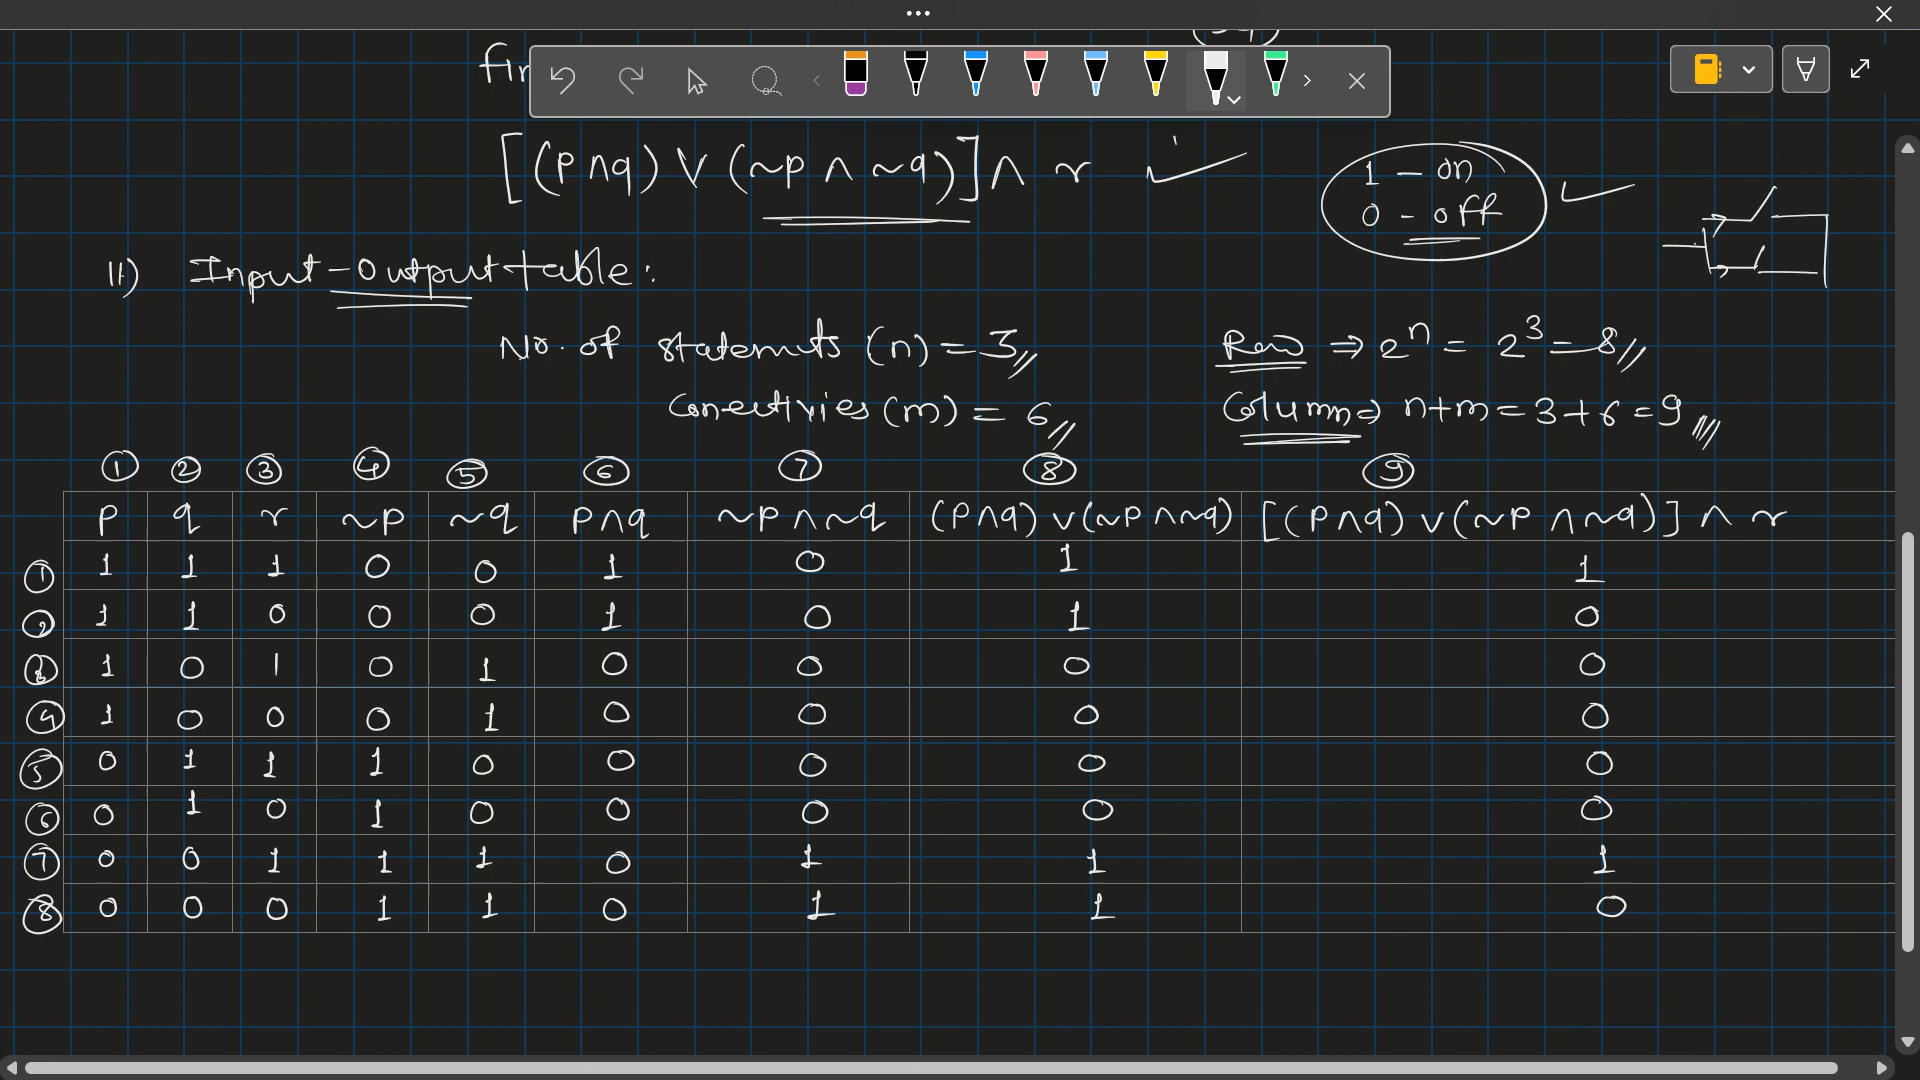 [(p∧q) ∨ (~p ∧ ~q)] ∧ r
1 – on
0 – off
II) Input-Output table:
No. of statemnts (n) = 3
Row ⇒ 2ⁿ = 2³ = 8
Conectivies (m) = 6
Column ⇒ n+m = 3+6 = 9
① ② ③ ④ ⑤ ⑥ ⑦ ⑧ ⑨
p q r ~p ~q p∧q ~p∧~q (p∧q)∨(~p∧~q) [(p∧q)∨(~p∧~q)]∧r
① 1 1 1 0 0 1 0 1 1
② 1 1 0 0 0 1 0 1 0
③ 1 0 1 0 1 0 0 0 0
④ 1 0 0 0 1 0 0 0 0
⑤ 0 1 1 1 0 0 0 0 0
⑥ 0 1 0 1 0 0 0 0 0
⑦ 0 0 1 1 1 0 1 1 1
⑧ 0 0 0 1 1 0 1 1 0